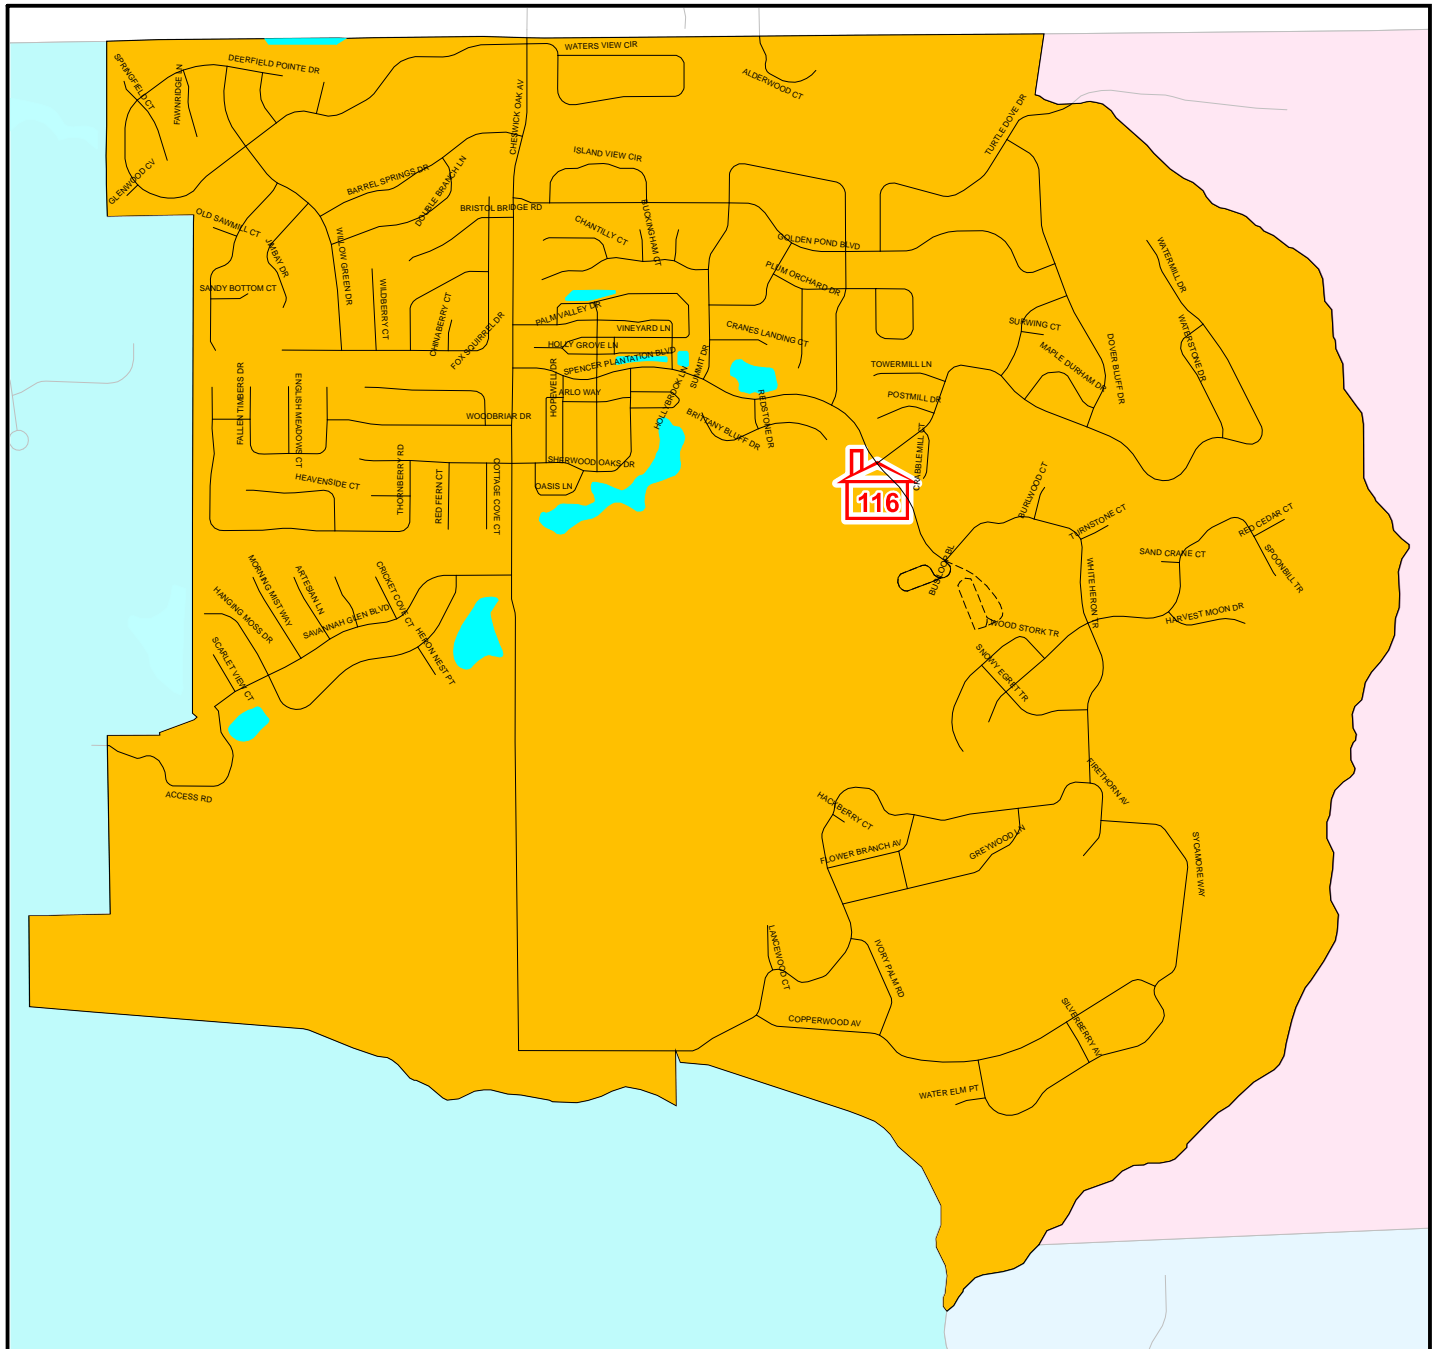 WATERS VIEW CIR
DEERFIELD POINTE DR
SPRINGFIELD CT
FAWNRIDGE LN
ALDERWOOD CT
CHESWICK OAK AV
TURTLE DOVE DR
ISLAND VIEW CIR
GLENWOOD CV
BARREL SPRINGS DR
DOUBLE BRANCH LN
BRISTOL BRIDGE RD
OLD SAWMILL CT
JIMBAY DR
WILLOW GREEN DR
CHANTILLY CT
BUCKINGHAM CT
GOLDEN POND BLVD
PLUM ORCHARD DR
WATERMILL DR
SANDY BOTTOM CT
WILDBERRY CT
CHINABERRY CT
FOX SQUIRREL DR
PALM VALLEY DR
VINEYARD LN
HOLLY GROVE LN
SPENCER PLANTATION BLVD
CRANES LANDING CT
SUMMIT DR
SURWING CT
MAPLE DURHAM DR
DOVER BLUFF DR
WATERSTONE DR
TOWERMILL LN
POSTMILL DR
FALLEN TIMBERS DR
ENGLISH MEADOWS CT
WOODBRIAR DR
HOPEWELL DR
ARLO WAY
HOLLYBROOK LN
BRITTANY BLUFF DR
REDSTONE DR
CRABBLEMILL CT
SHERWOOD OAKS DR
OASIS LN
HEAVENSIDE CT
THORNBERRY RD
RED FERN CT
COTTAGE COVE CT
116
BURLWOOD CT
TURNSTONE CT
RED CEDAR CT
SAND CRANE CT
SPOONBILL TR
BUS LOOP BL
WHITE HERON TR
HARVEST MOON DR
WOOD STORK TR
SNOWY EGRET TR
MORNING MIST WAY
ARTESIAN LN
CRICKET COVE CT
HANGING MOSS DR
SAVANNAH GLEN BLVD
SCARLET VIEW CT
HERON NEST PT
ACCESS RD
FIRETHORN AV
HACKBERRY CT
FLOWER BRANCH AV
GREYWOOD LN
SYCAMORE WAY
LANCEWOOD CT
IVORY PALM RD
COPPERWOOD AV
SILVERBERRY AV
WATER ELM PT